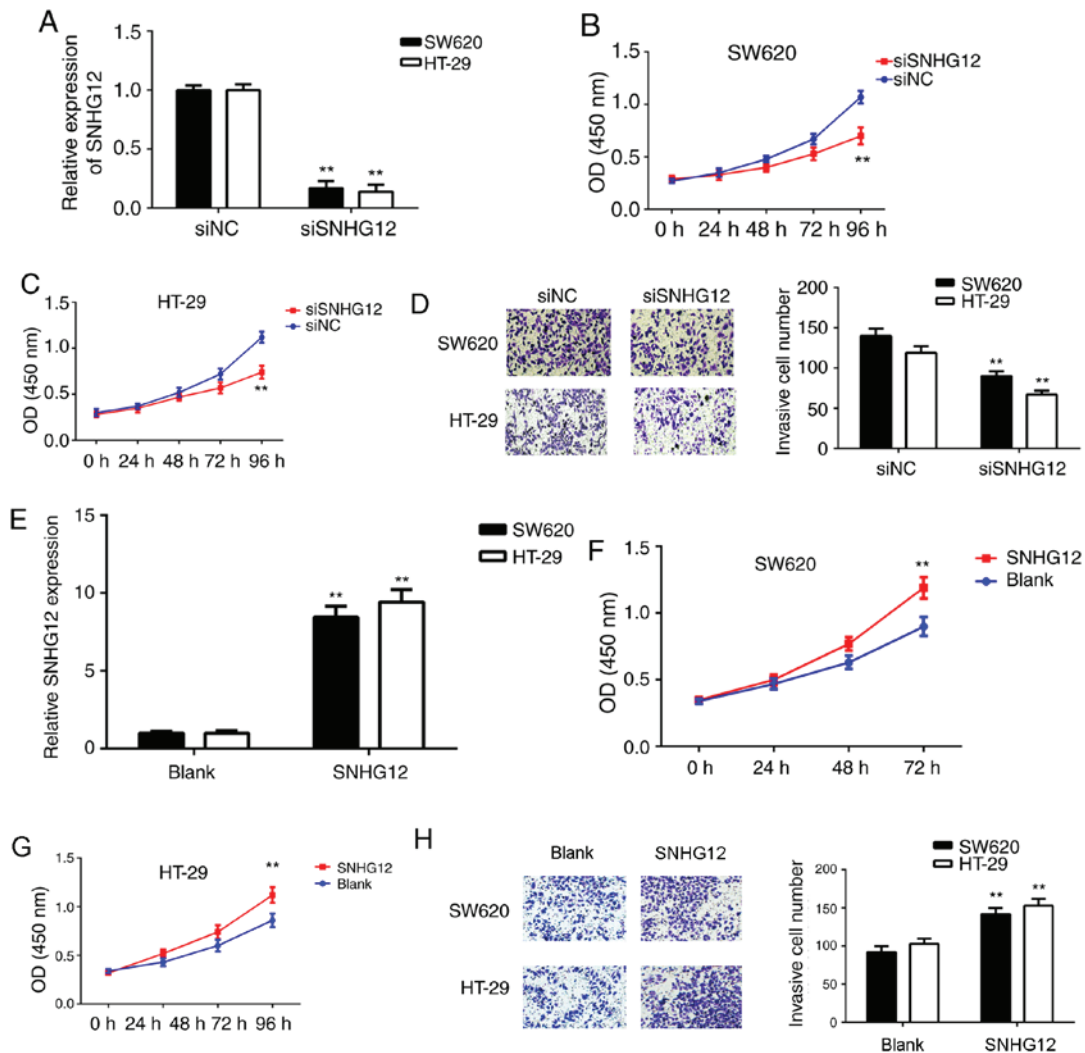 A
Relative expression
of SNHG12
1.5
1.0
0.5
0.0
** **
siNC siSNHG12
SW620
HT-29
B
SW620
OD (450 nm)
1.5
1.0
0.5
0.0
**
0 h 24 h 48 h 72 h 96 h
siSNHG12
siNC
C
HT-29
OD (450 nm)
1.5
1.0
0.5
0.0
**
0 h 24 h 48 h 72 h 96 h
siSNHG12
siNC
D
siNC siSNHG12
SW620
HT-29
Invasive cell number
200
150
100
50
0
** **
siNC siSNHG12
SW620
HT-29
E
Relative SNHG12 expression
15
10
5
0
** **
Blank SNHG12
SW620
HT-29
F
SW620
OD (450 nm)
1.5
1.0
0.5
0.0
**
0 h 24 h 48 h 72 h
SNHG12
Blank
G
HT-29
OD (450 nm)
1.5
1.0
0.5
0.0
**
0 h 24 h 48 h 72 h 96 h
SNHG12
Blank
H
Blank SNHG12
SW620
HT-29
Invasive cell number
200
150
100
50
0
** **
Blank SNHG12
SW620
HT-29